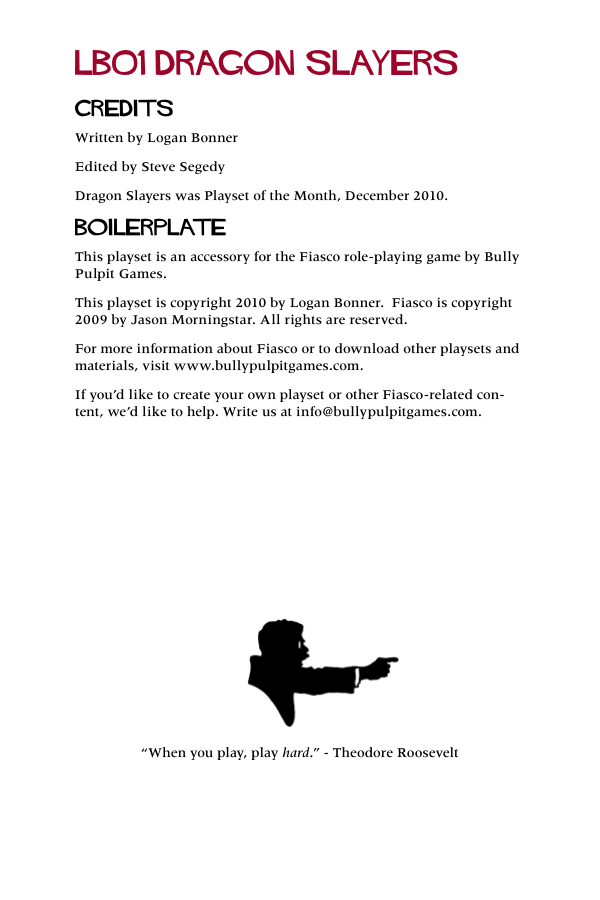 LB01 DRAGON SLAYERS
CREDITS
Written by Logan Bonner
Edited by Steve Segedy
Dragon Slayers was Playset of the Month, December 2010.
BOILERPLATE
This playset is an accessory for the Fiasco role-playing game by Bully
Pulpit Games.
This playset is copyright 2010 by Logan Bonner.  Fiasco is copyright
2009 by Jason Morningstar. All rights are reserved.
For more information about Fiasco or to download other playsets and
materials, visit www.bullypulpitgames.com.
If you’d like to create your own playset or other Fiasco-related con-
tent, we’d like to help. Write us at info@bullypulpitgames.com.
“When you play, play hard.” - Theodore Roosevelt